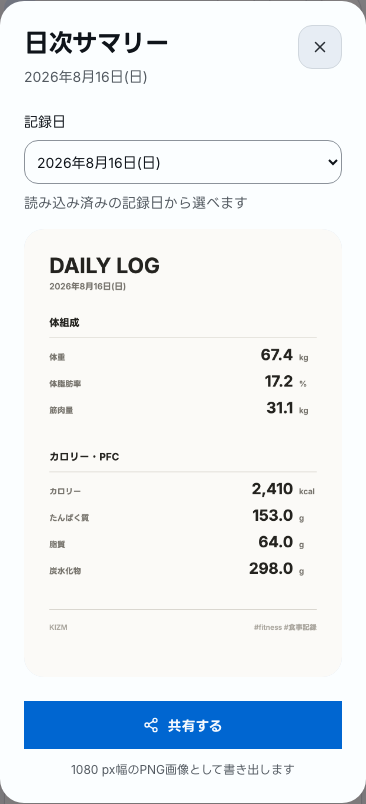 日次サマリー
2026年8月16日(日)
記録日
2026年8月16日(日)
読み込み済みの記録日から選べます
DAILY LOG
2026年8月16日(日)
体組成
体重 67.4 kg
体脂肪率 17.2 %
筋肉量 31.1 kg
カロリー・PFC
カロリー 2,410 kcal
たんぱく質 153.0 g
脂質 64.0 g
炭水化物 298.0 g
KIZM #fitness #食事記録
共有する
1080 px幅のPNG画像として書き出します